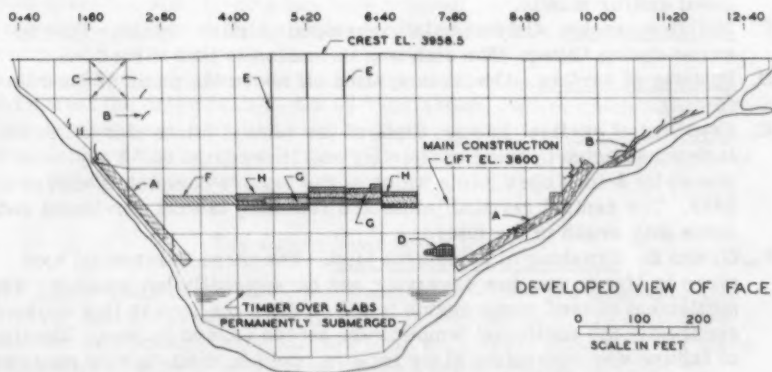 0+40 1+60 2+80 4+00 5+20 6+40 7+60 8+80 10+00 11+20 12+40
CREST EL. 3958.5
C
E
E
B
B
MAIN CONSTRUCTION
LIFT EL. 3600
A
F
H
G
H
G
A
D
DEVELOPED VIEW OF FACE
TIMBER OVER SLABS
PERMANENTLY SUBMERGED
0 100 200
SCALE IN FEET